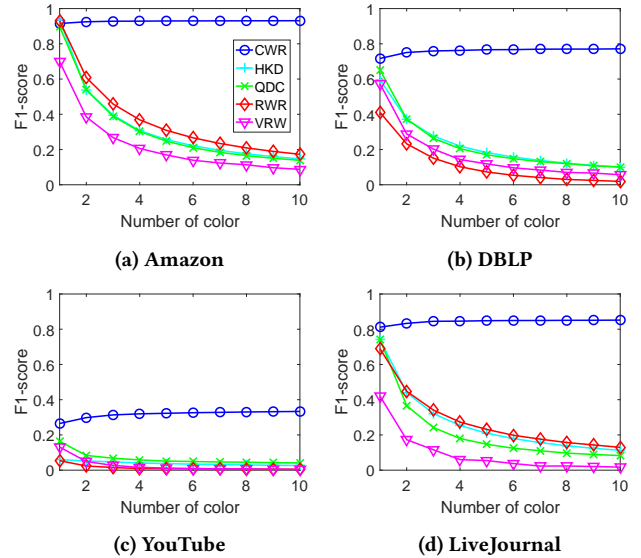 1
0.8
0.6
0.4
0.2
0
F1-score
2 4 6 8 10
Number of color
CWR
HKD
QDC
RWR
WRW
(a) Amazon
1
0.8
0.6
0.4
0.2
0
F1-score
2 4 6 8 10
Number of color
(b) DBLP
1
0.8
0.6
0.4
0.2
0
F1-score
2 4 6 8 10
Number of color
(c) YouTube
1
0.8
0.6
0.4
0.2
0
F1-score
2 4 6 8 10
Number of color
(d) LiveJournal